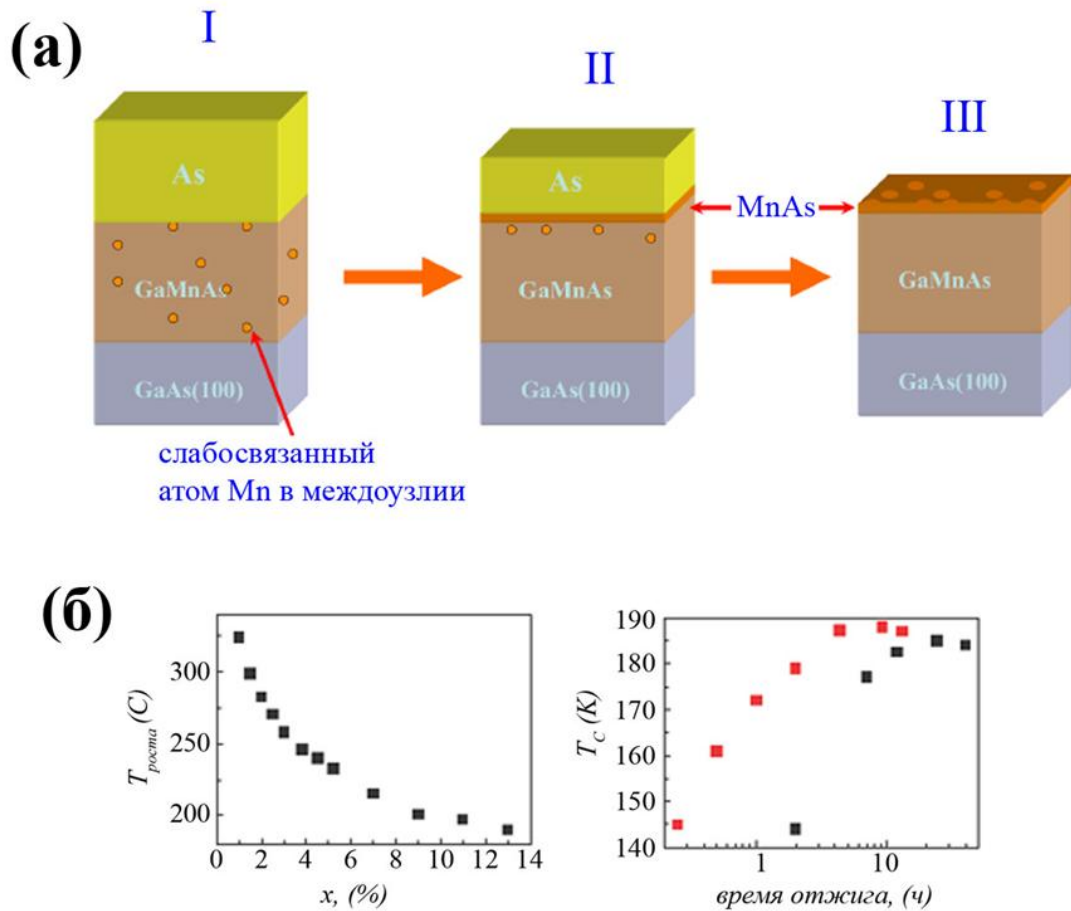 (а)
I
II
III
As
GaMnAs
GaAs(100)
As
GaMnAs
GaAs(100)
MnAs
GaMnAs
GaAs(100)
слабосвязанный
атом Mn в междоузлии
(б)
T роста (C)
300
250
200
0 2 4 6 8 10 12 14
x, (%)
T C (K)
190
180
170
160
150
140
1 10
время отжига, (ч)